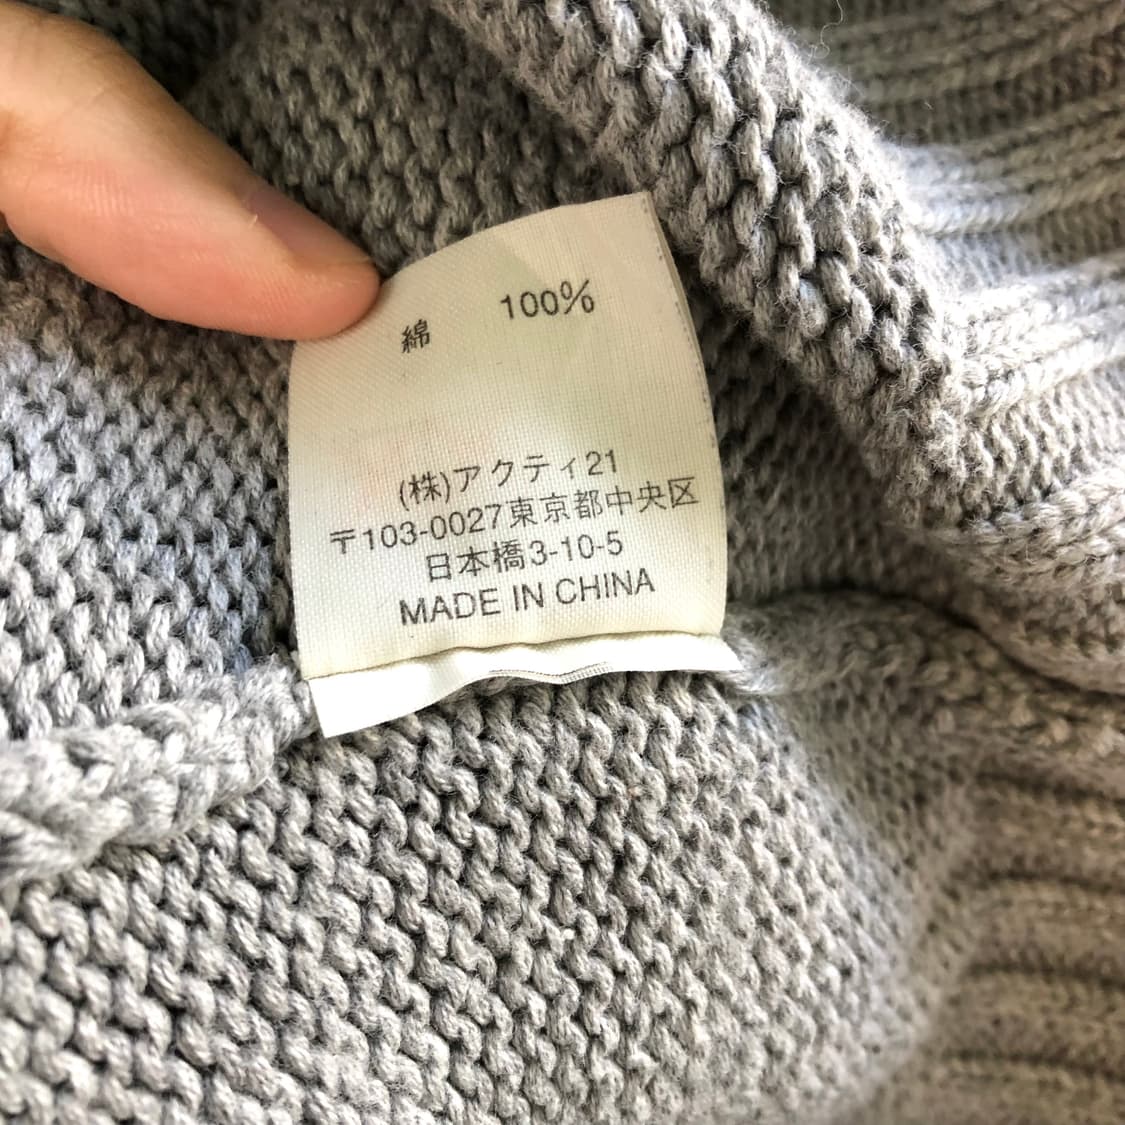 綿 100%
(株)アクティ21
〒103-0027東京都中央区
日本橋3-10-5
MADE IN CHINA